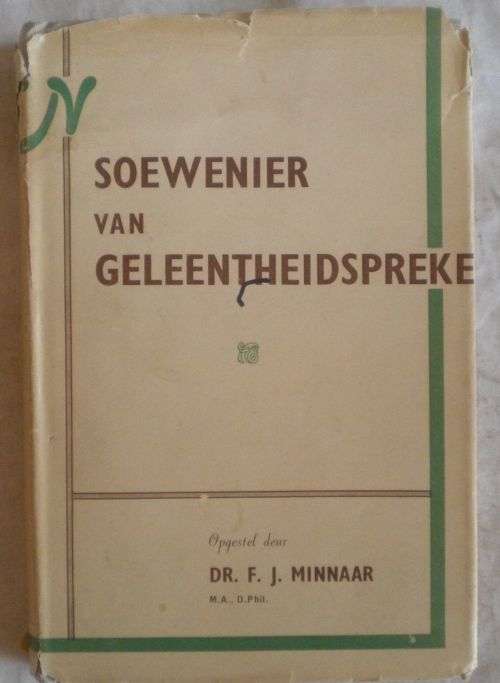 'N
SOEWENIER
VAN
GELEENTHEIDSPREKE
Opgestel deur
DR. F. J. MINNAAR
M.A., D.Phil.